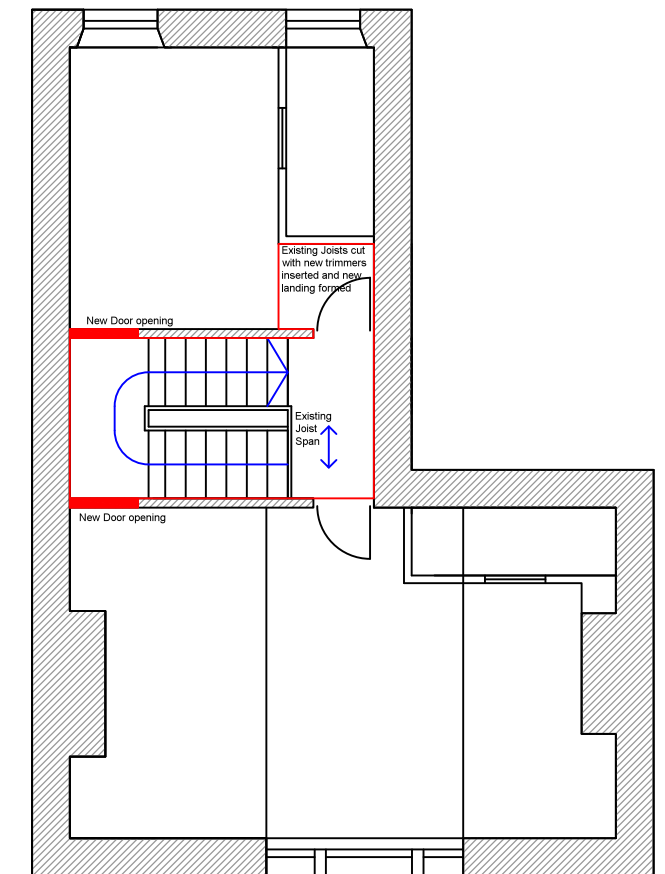 Existing Joists cut
with new trimmers
inserted and new
landing formed
New Door opening
Existing
Joist
Span
New Door opening